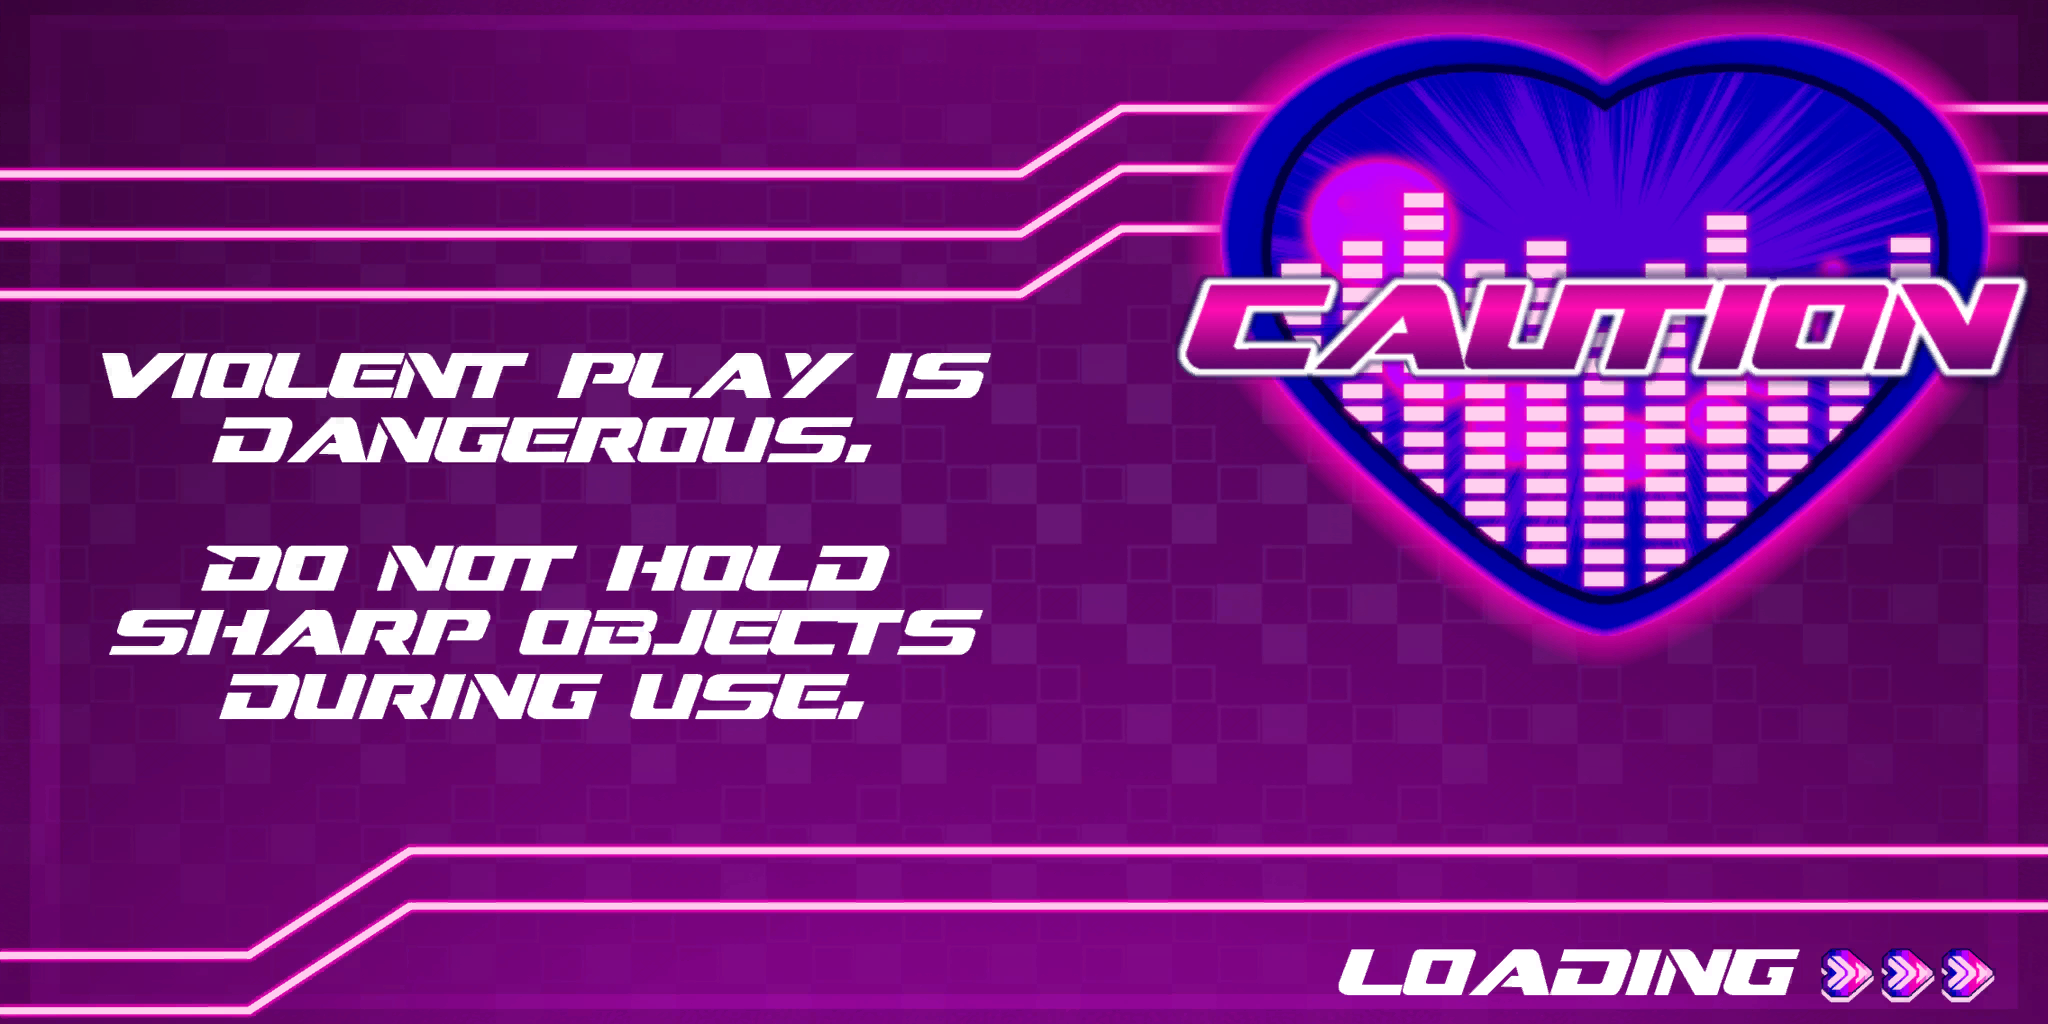 CAUTION
VIOLENT PLAY IS
DANGEROUS.
DO NOT HOLD
SHARP OBJECTS
DURING USE.
LOADING